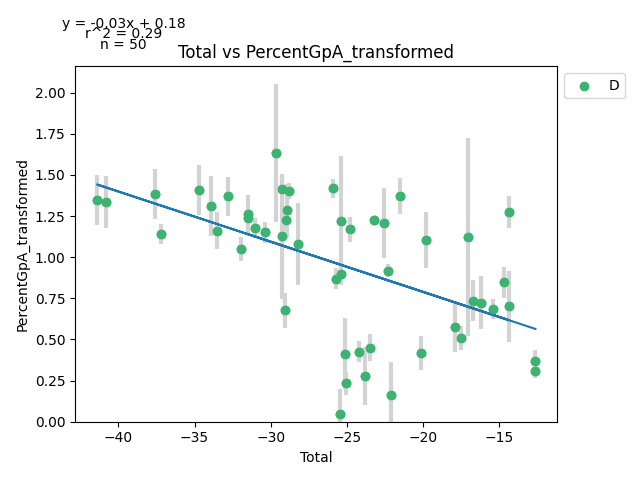 y = -0.03x + 0.18
r^2 = 0.29
n = 50
Total vs PercentGpA_transformed
D
PercentGpA_transformed
2.00
1.75
1.50
1.25
1.00
0.75
0.50
0.25
0.00
−40 −35 −30 −25 −20 −15
Total